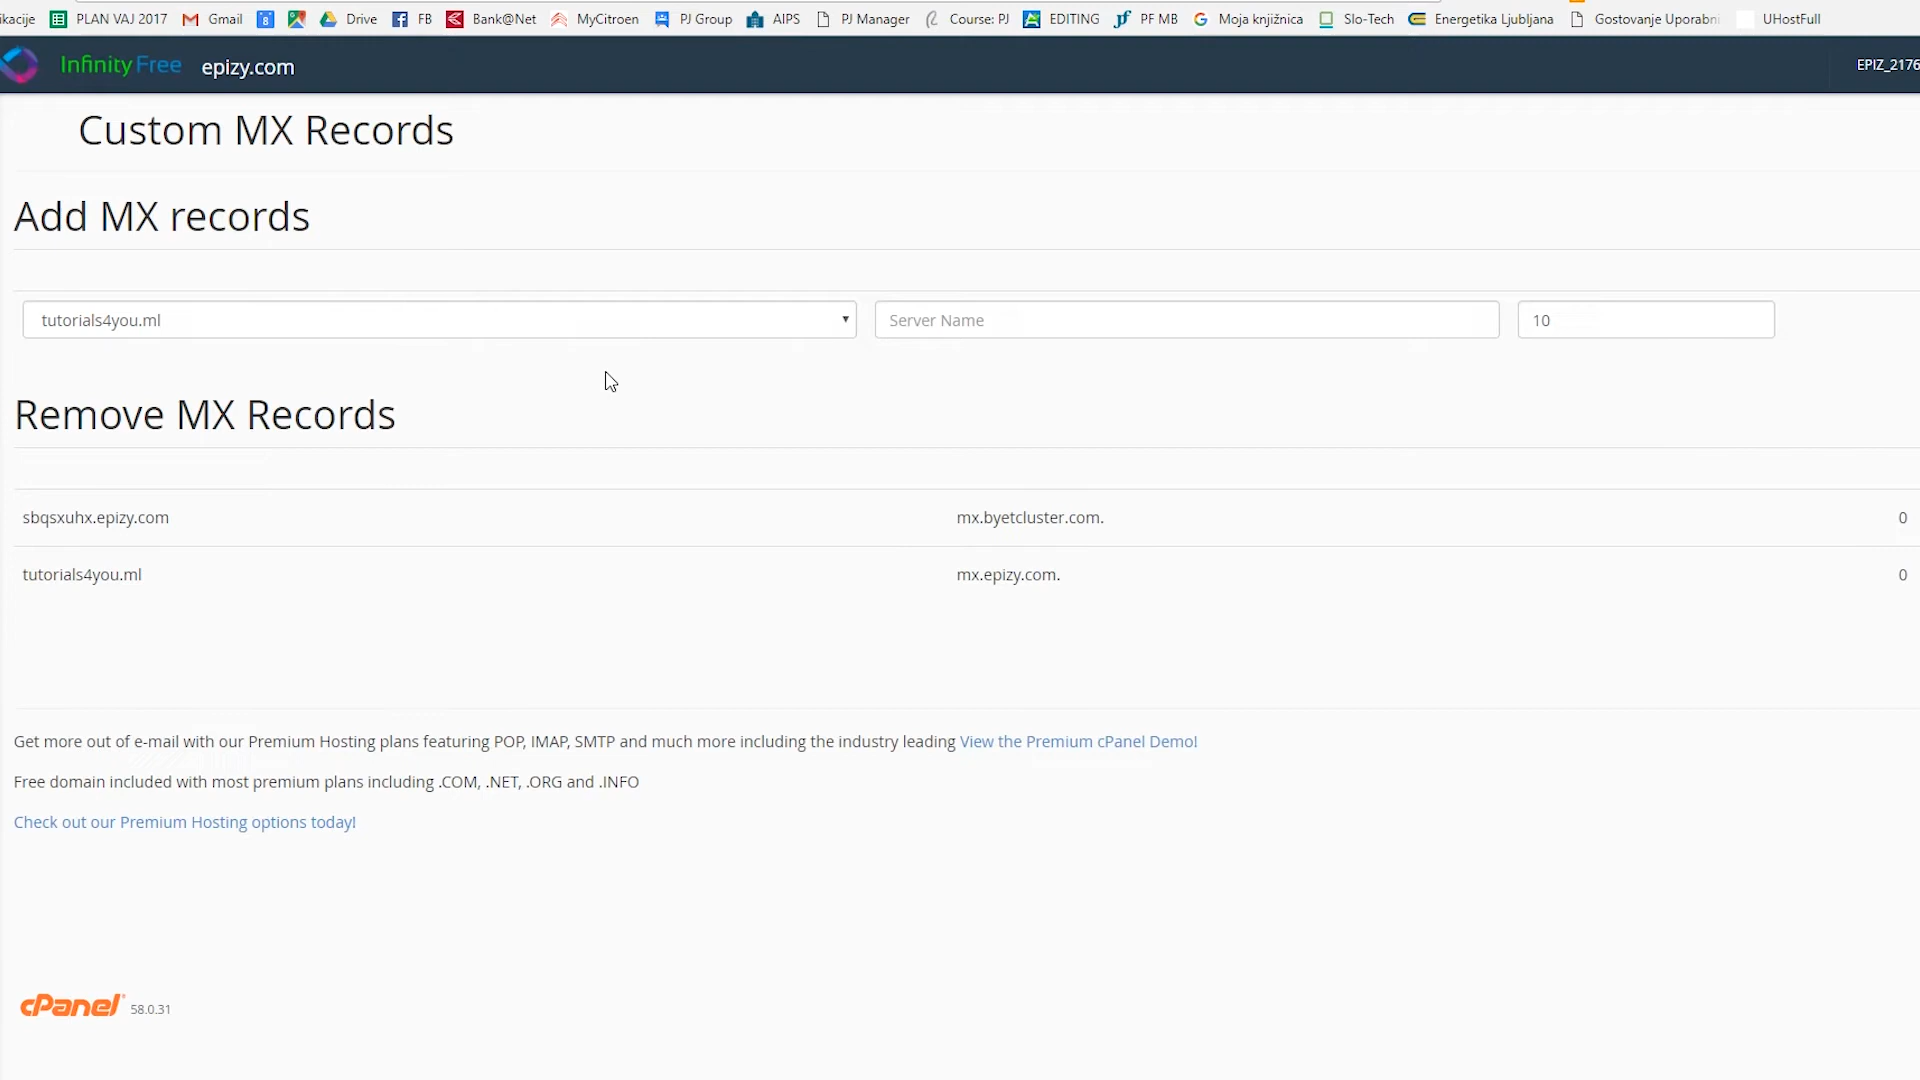 ikacije PLAN VAJ 2017 Gmail 8 Drive FB Bank@Net MyCitroen PJ Group AIPS PJ Manager Course: PJ EDITING PF MB Moja knjižnica Slo-Tech Energetika Ljubljana Gostovanje Uporabni UHostFull
InfinityFree epizy.com EPIZ_2176
Custom MX Records
Add MX records
tutorials4you.ml Server Name 10
Remove MX Records
sbqsxuhx.epizy.com mx.byetcluster.com. 0
tutorials4you.ml mx.epizy.com. 0
Get more out of e-mail with our Premium Hosting plans featuring POP, IMAP, SMTP and much more including the industry leading View the Premium cPanel Demo!
Free domain included with most premium plans including .COM, .NET, .ORG and .INFO
Check out our Premium Hosting options today!
cPanel 58.0.31